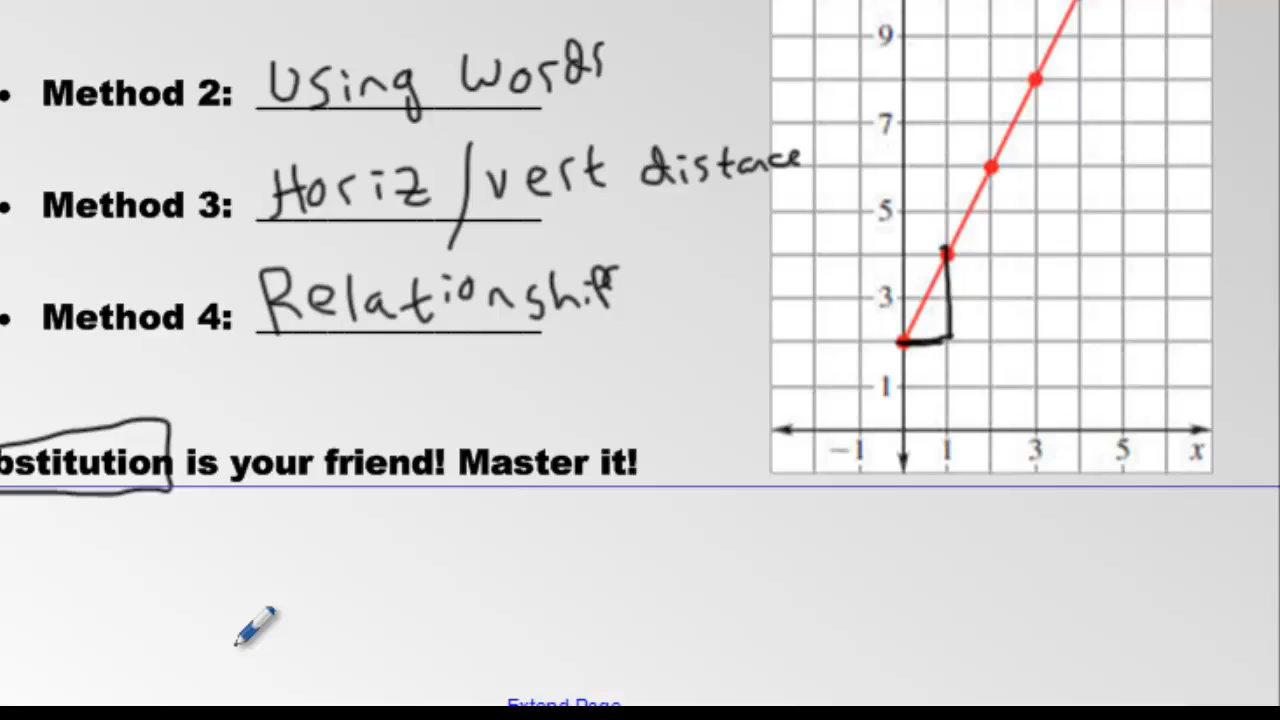 • Method 2: Using Words
• Method 3: Horiz/vert distance
• Method 4: Relationship
bstitution is your friend! Master it!
9
7
5
3
1
-1 1 3 5 x
Extend Page